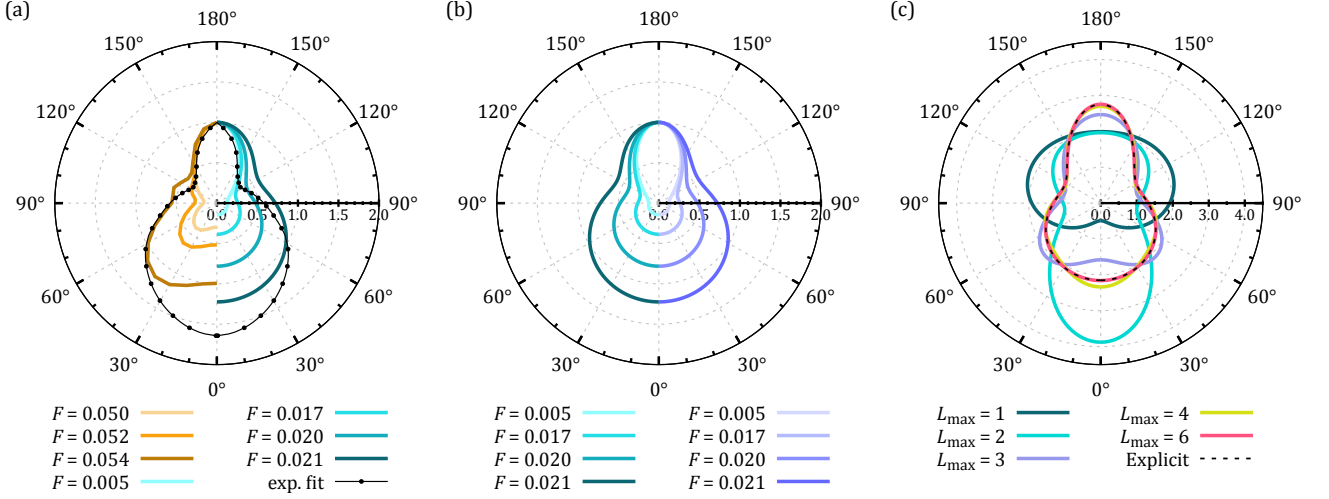 (a)
180°
150°
150°
120°
120°
90°
90°
60°
60°
30°
30°
0°
0.0 0.5 1.0 1.5 2.0
F = 0.050
F = 0.052
F = 0.054
F = 0.005
F = 0.017
F = 0.020
F = 0.021
exp. fit
(b)
180°
150°
150°
120°
120°
90°
90°
60°
60°
30°
30°
0°
0.5 1.0 1.5 2.0
F = 0.005
F = 0.017
F = 0.020
F = 0.021
F = 0.005
F = 0.017
F = 0.020
F = 0.021
(c)
180°
150°
150°
120°
120°
90°
90°
60°
60°
30°
30°
0°
0.0 1.0 2.0 3.0 4.0
Lmax = 1
Lmax = 2
Lmax = 3
Lmax = 4
Lmax = 6
Explicit